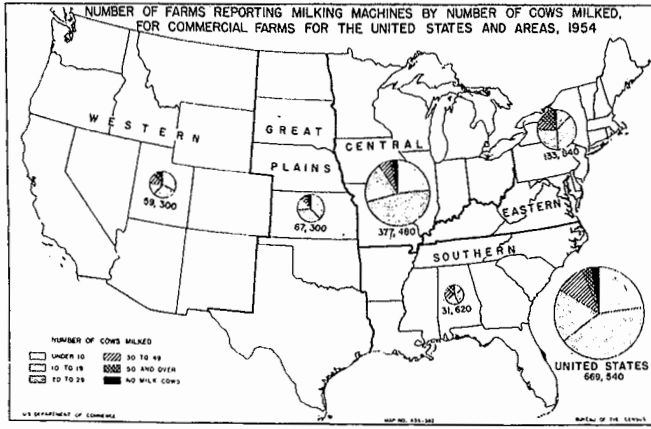 NUMBER OF FARMS REPORTING MILKING MACHINES BY NUMBER OF COWS MILKED,
FOR COMMERCIAL FARMS FOR THE UNITED STATES AND AREAS, 1954
WESTERN
GREAT
PLAINS
CENTRAL
EASTERN
SOUTHERN
133,840
59,300
67,300
377,480
31,620
UNITED STATES
669,540
NUMBER OF COWS MILKED
UNDER 10
10 TO 19
20 TO 29
30 TO 49
50 AND OVER
NO MILK COWS
U S DEPARTMENT OF COMMERCE
MAP NO.
BUREAU OF THE CENSUS